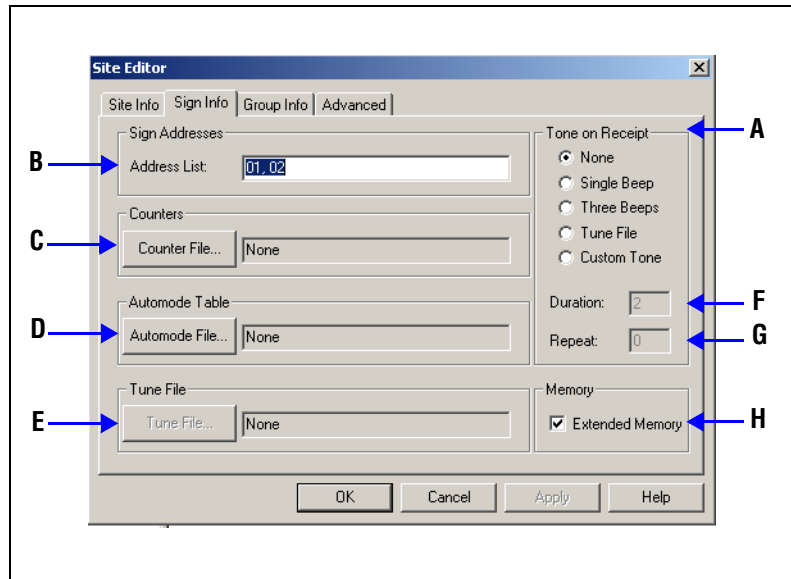 Site Editor
Site Info Sign Info Group Info Advanced
Sign Addresses
B Address List: 01, 02
Tone on Receipt A
None
Single Beep
Three Beeps
Tune File
Custom Tone
Counters
C Counter File... None
Automode Table
D Automode File... None
Duration: 2 F
Repeat: 0 G
Tune File
E Tune File... None
Memory
Extended Memory H
OK Cancel Apply Help